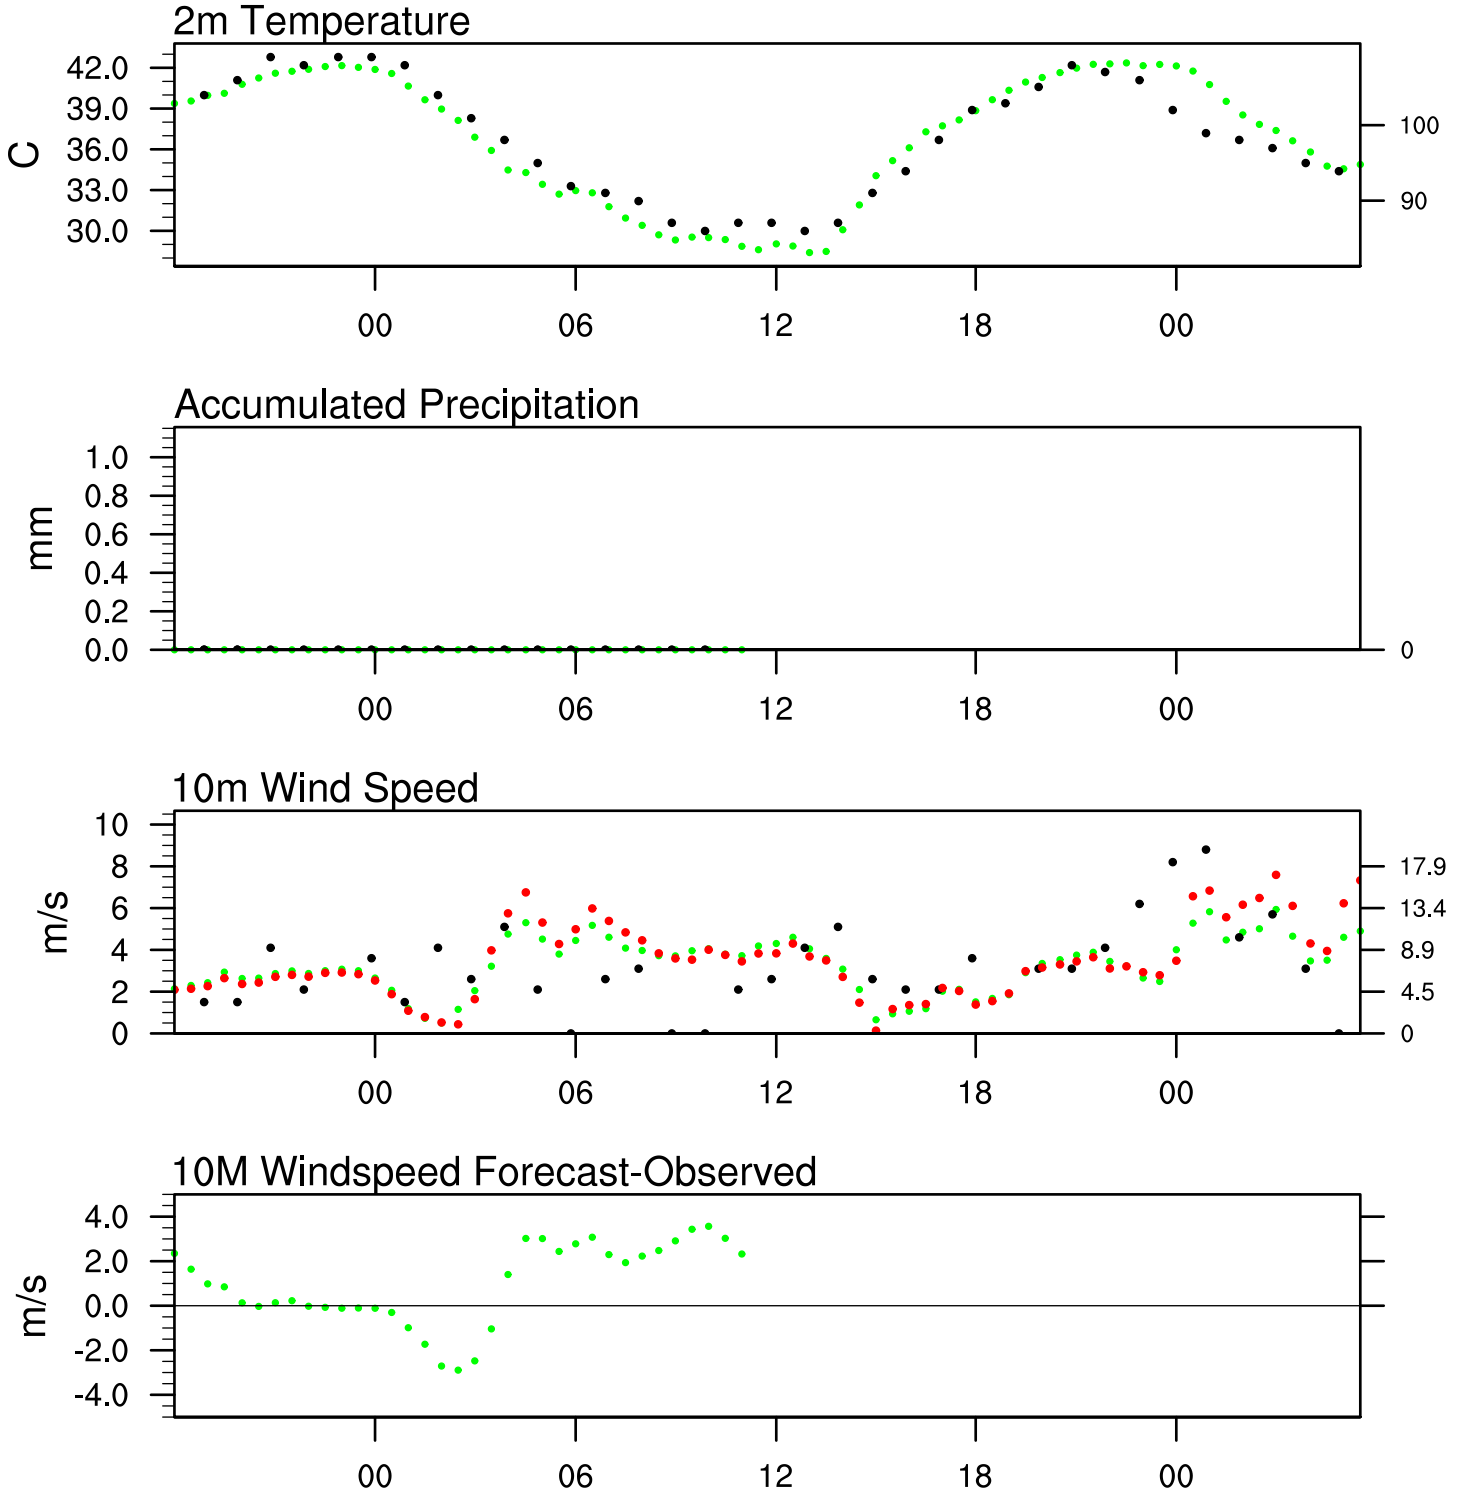 2m Temperature
42.0
39.0
36.0
33.0
30.0
C
100
90
00 06 12 18 00
Accumulated Precipitation
1.0
0.8
0.6
0.4
0.2
0.0
mm
0
00 06 12 18 00
10m Wind Speed
10
8
6
4
2
0
m/s
17.9
13.4
8.9
4.5
0
00 06 12 18 00
10M Windspeed Forecast-Observed
4.0
2.0
0.0
-2.0
-4.0
m/s
00 06 12 18 00